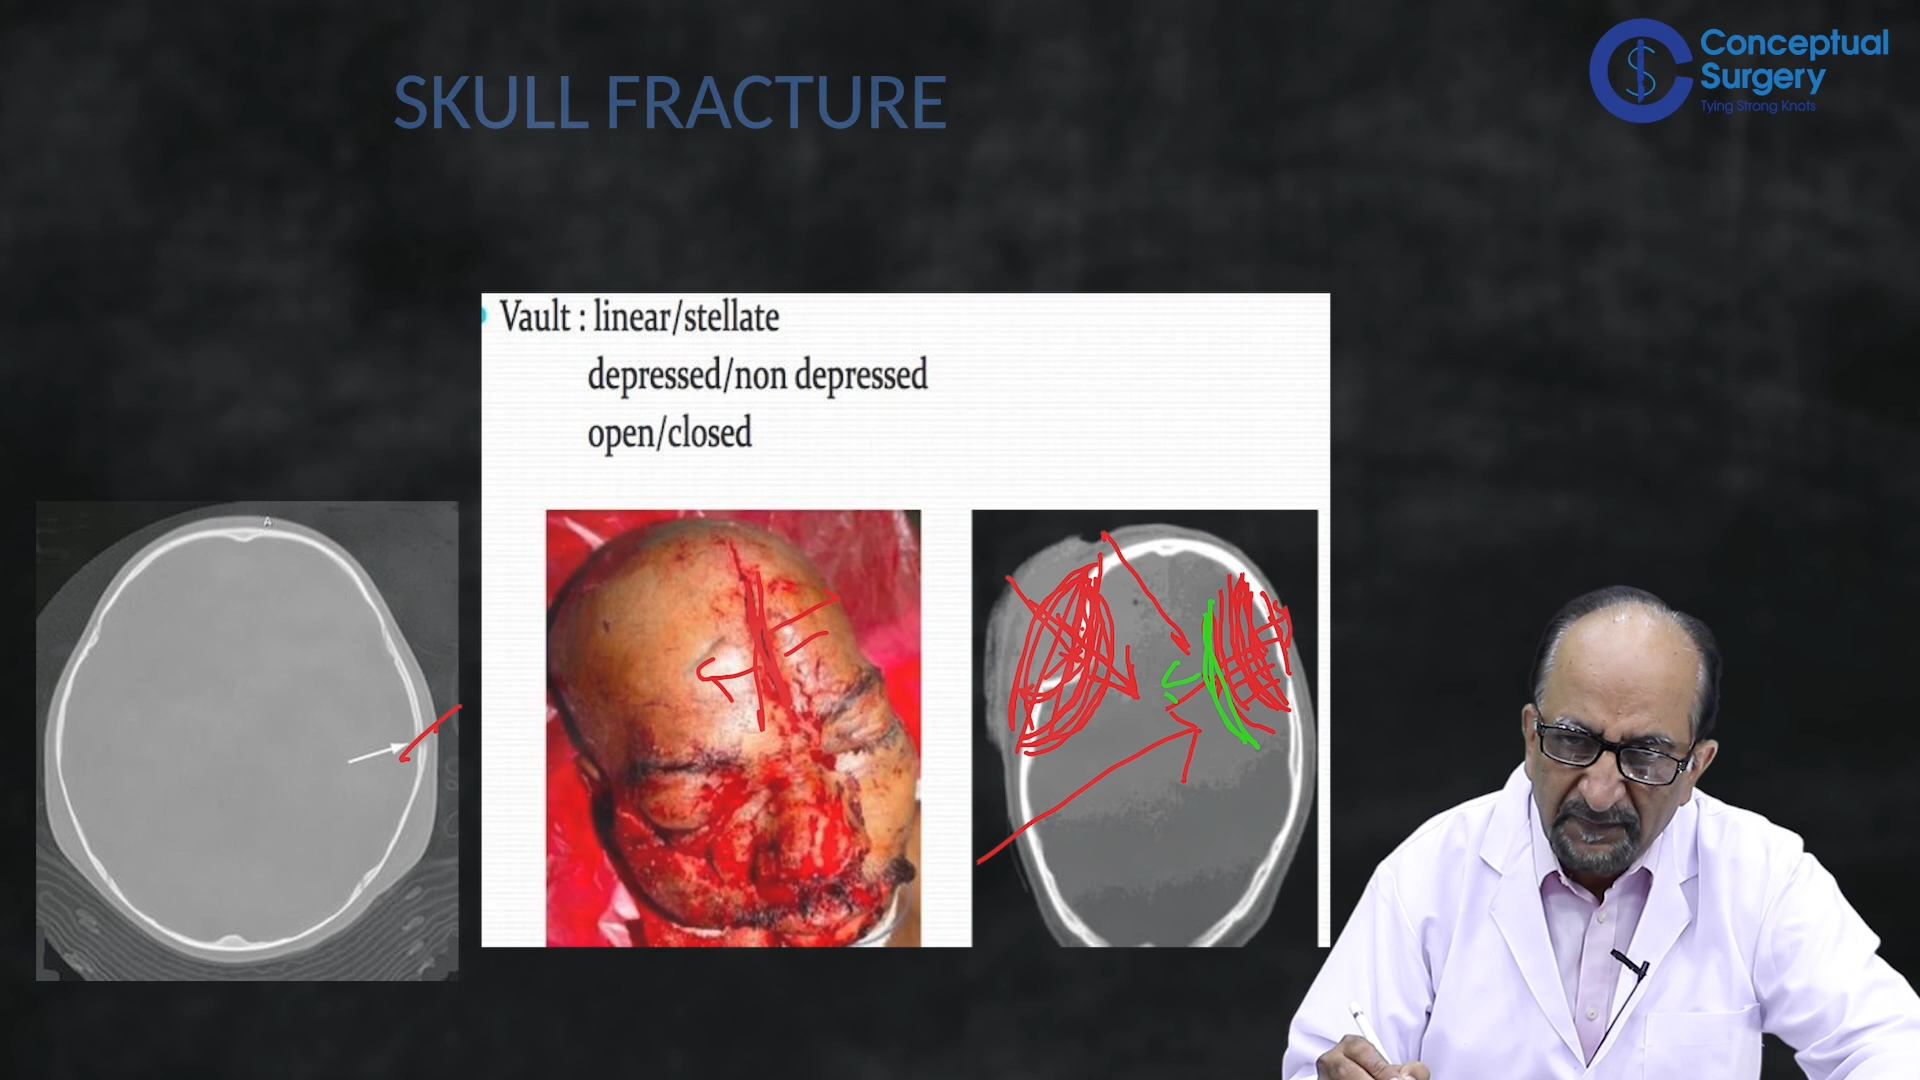 SKULL FRACTURE
Conceptual
Surgery
Tying Strong Knots
Vault : linear/stellate
depressed/non depressed
open/closed
A